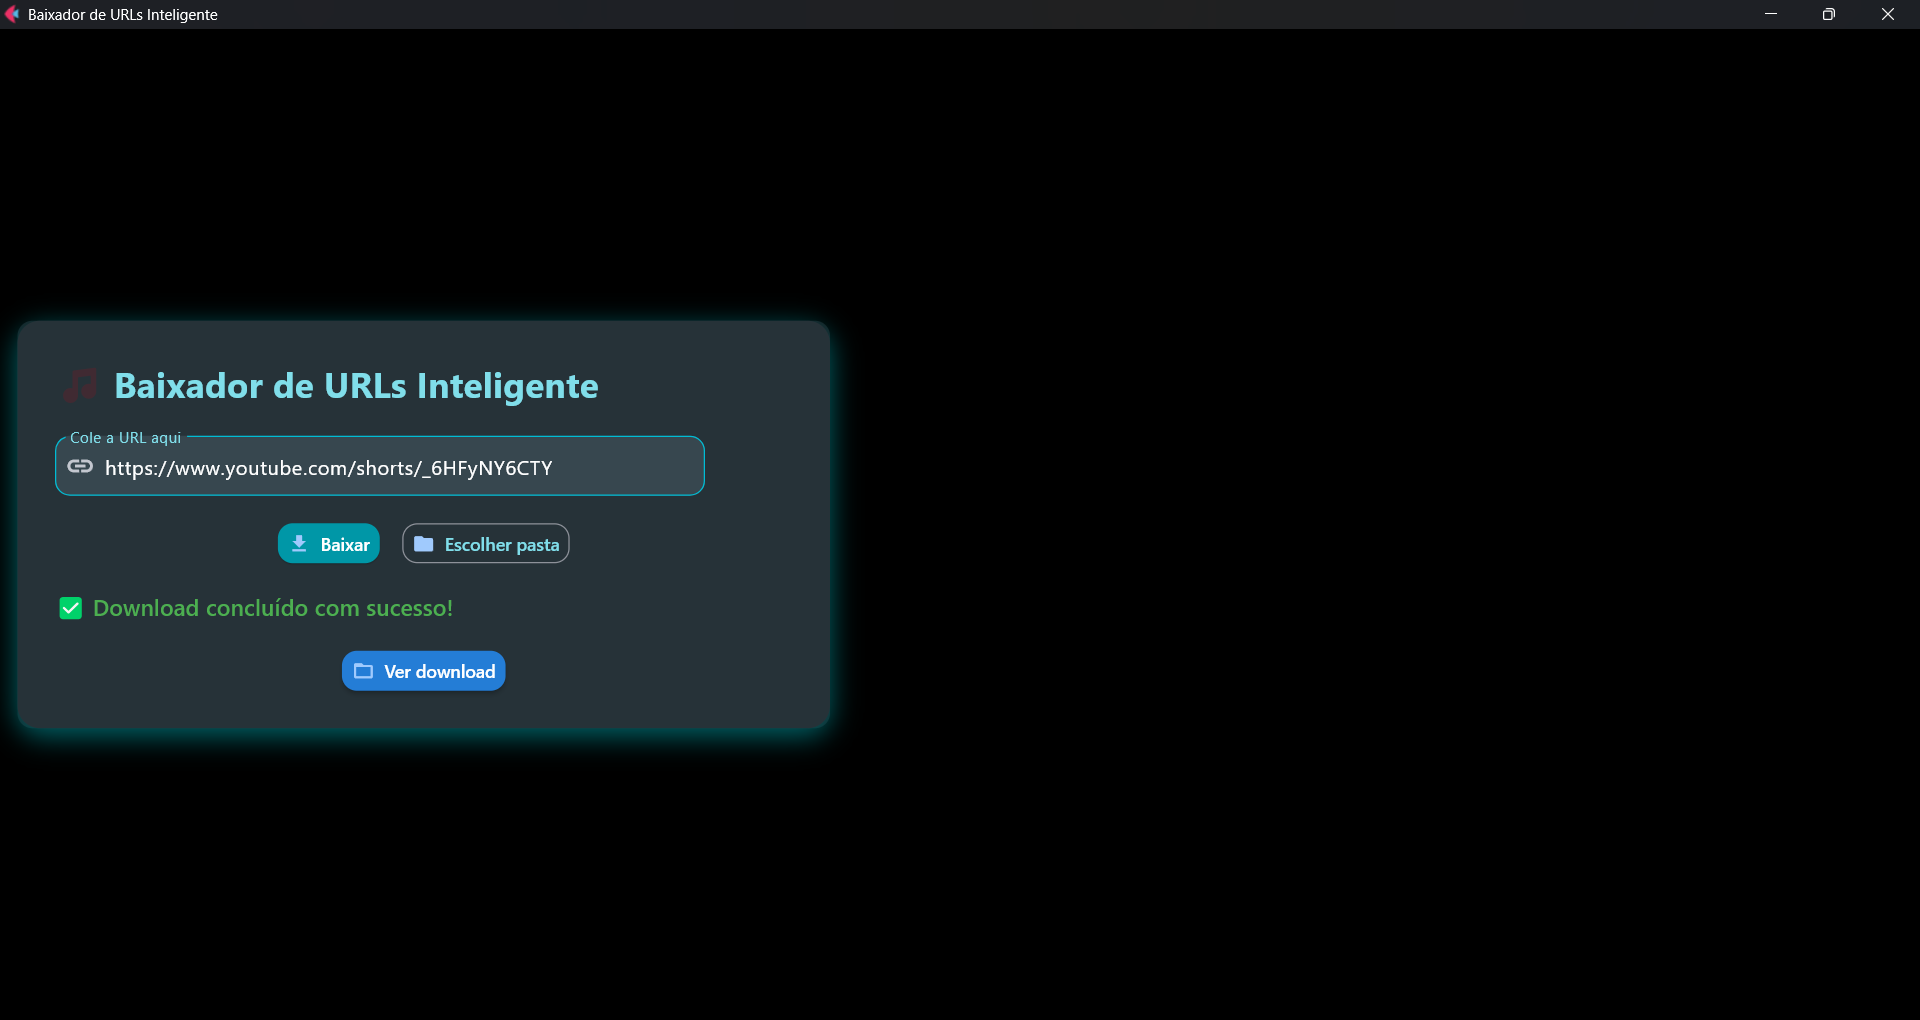 Baixador de URLs Inteligente
Baixador de URLs Inteligente
Cole a URL aqui
https://www.youtube.com/shorts/_6HFyNY6CTY
Baixar
Escolher pasta
Download concluído com sucesso!
Ver download